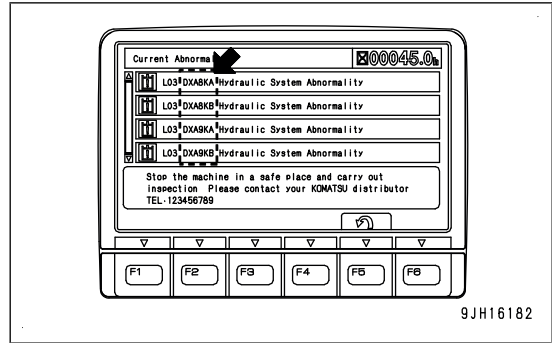 Current Abnorma
00045.0h
L03 DXA8KA Hydraulic System Abnormality
L03 DXA8KB Hydraulic System Abnormality
L03 DXA9KA Hydraulic System Abnormality
L03 DXA9KB Hydraulic System Abnormality
Stop the machine in a safe place and carry out
inspection Please contact your KOMATSU distributor
TEL·123456789
F1 F2 F3 F4 F5 F6
9JH16182